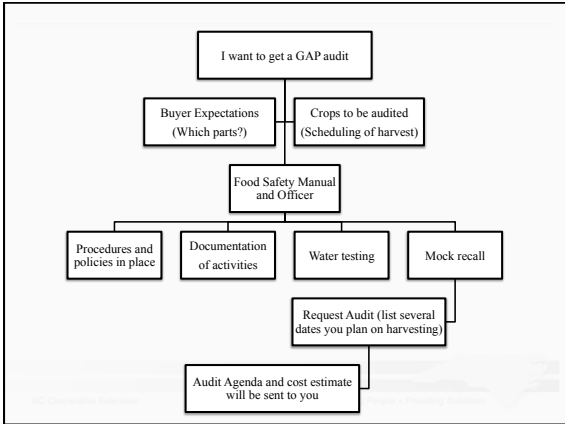 I want to get a GAP audit
Buyer Expectations
(Which parts?)
Crops to be audited
(Scheduling of harvest)
Food Safety Manual
and Officer
Procedures and
policies in place
Documentation
of activities
Water testing
Mock recall
Request Audit (list several
dates you plan on harvesting)
Audit Agenda and cost estimate
will be sent to you